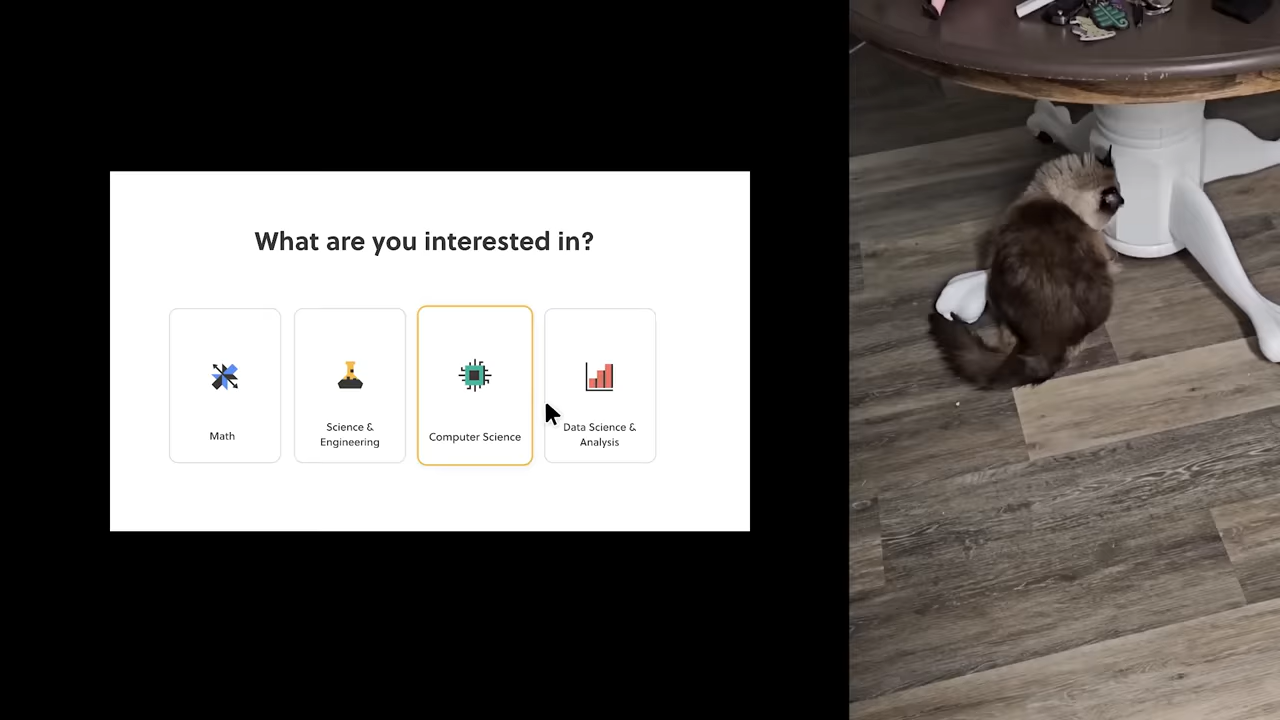 What are you interested in?
Math
Science &
Engineering
Computer Science
Data Science &
Analysis